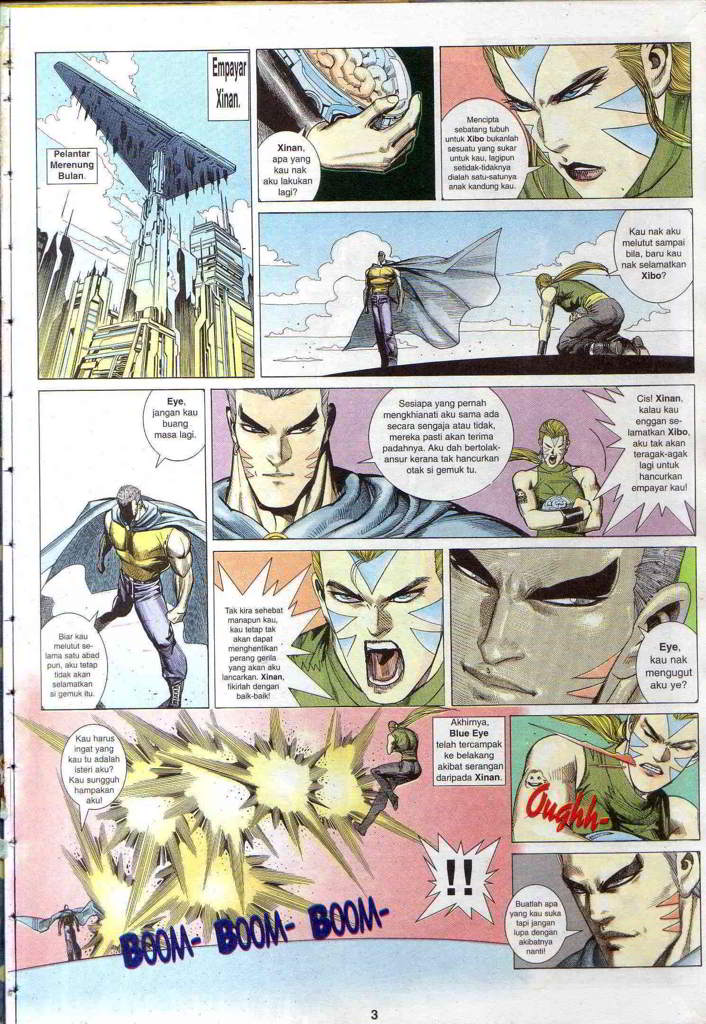 Empayar
Xinan.
Pelantar
Merenung
Bulan.
Xinan,
apa yang
kau nak
aku lakukan
lagi?
Mencipta
sebatang tubuh
untuk Xibo bukanlah
sesuatu yang sukar
untuk kau, lagipun
setidak-tidaknya
dialah satu-satunya
anak kandung kau.
Kau nak aku
melutut sampai
bila, baru kau
nak selamatkan
Xibo?
Eye,
jangan kau
buang
masa lagi.
Biar kau
melutut se-
lama satu abad
pun, aku tetap
tidak akan
selamatkan
si gemuk itu.
Sesiapa yang pernah
mengkhianati aku sama ada
secara sengaja atau tidak,
mereka pasti akan terima
padahnya. Aku dah bertolak-
ansur kerana tak hancurkan
otak si gemuk itu.
Cis! Xinan,
kalau kau
enggan se-
lamatkan Xibo,
aku tak akan
teragak-agak
lagi untuk
hancurkan
empayar kau!
Tak kira sehebat
manapun kau,
kau tetap tak
akan dapat
menghentikan
perang gerila
yang akan aku
lancarkan. Xinan,
fikirlah dengan
baik-baik!
Eye,
kau nak
mengugut
aku ye?
Kau harus
ingat yang
kau tu adalah
isteri aku?
Kau sungguh
hampakan
aku!
Akhirnya,
Blue Eye
telah tercampak
ke belakang
akibat serangan
daripada Xinan.
Oughh-
!!
BOOM- BOOM- BOOM-
Buatlah apa
yang kau suka
tapi jangan
lupa dengan
akibatnya
nanti!
3